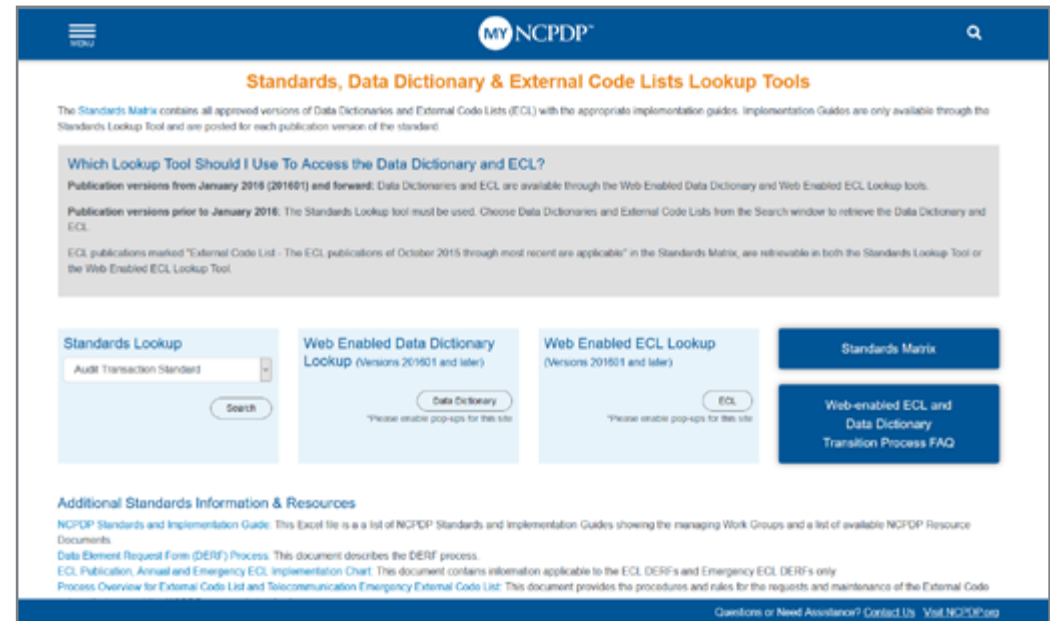 MENU
MY NCPDP™
Standards, Data Dictionary & External Code Lists Lookup Tools
The Standards Matrix contains all approved versions of Data Dictionaries and External Code Lists (ECL) with the appropriate implementation guides. Implementation Guides are only available through the
Standards Lookup Tool and are posted for each publication version of the standard.
Which Lookup Tool Should I Use To Access the Data Dictionary and ECL?
Publication versions from January 2016 (201601) and forward: Data Dictionaries and ECL are available through the Web Enabled Data Dictionary and Web Enabled ECL Lookup tools.
Publication versions prior to January 2016: The Standards Lookup tool must be used. Choose Data Dictionaries and External Code Lists from the Search window to retrieve the Data Dictionary and
ECL.
ECL publications marked "External Code List - The ECL publications of October 2015 through most recent are applicable" in the Standards Matrix, are retrievable in both the Standards Lookup Tool or
the Web Enabled ECL Lookup Tool.
Standards Lookup
Audit Transaction Standard
Search
Web Enabled Data Dictionary
Lookup (Versions 201601 and later)
Data Dictionary
*Please enable pop-ups for this site
Web Enabled ECL Lookup
(Versions 201601 and later)
ECL
*Please enable pop-ups for this site
Standards Matrix
Web-enabled ECL and
Data Dictionary
Transition Process FAQ
Additional Standards Information & Resources
NCPDP Standards and Implementation Guide: This Excel file is a a list of NCPDP Standards and Implementation Guides showing the managing Work Groups and a list of available NCPDP Resource
Documents.
Data Element Request Form (DERF) Process: This document describes the DERF process.
ECL Publication, Annual and Emergency ECL Implementation Chart: This document contains information applicable to the ECL DERFs and Emergency ECL DERFs only
Process Overview for External Code List and Telecommunication Emergency External Code List: This document provides the procedures and rules for the requests and maintenance of the External Code
Questions or Need Assistance? Contact Us Visit NCPDP.org